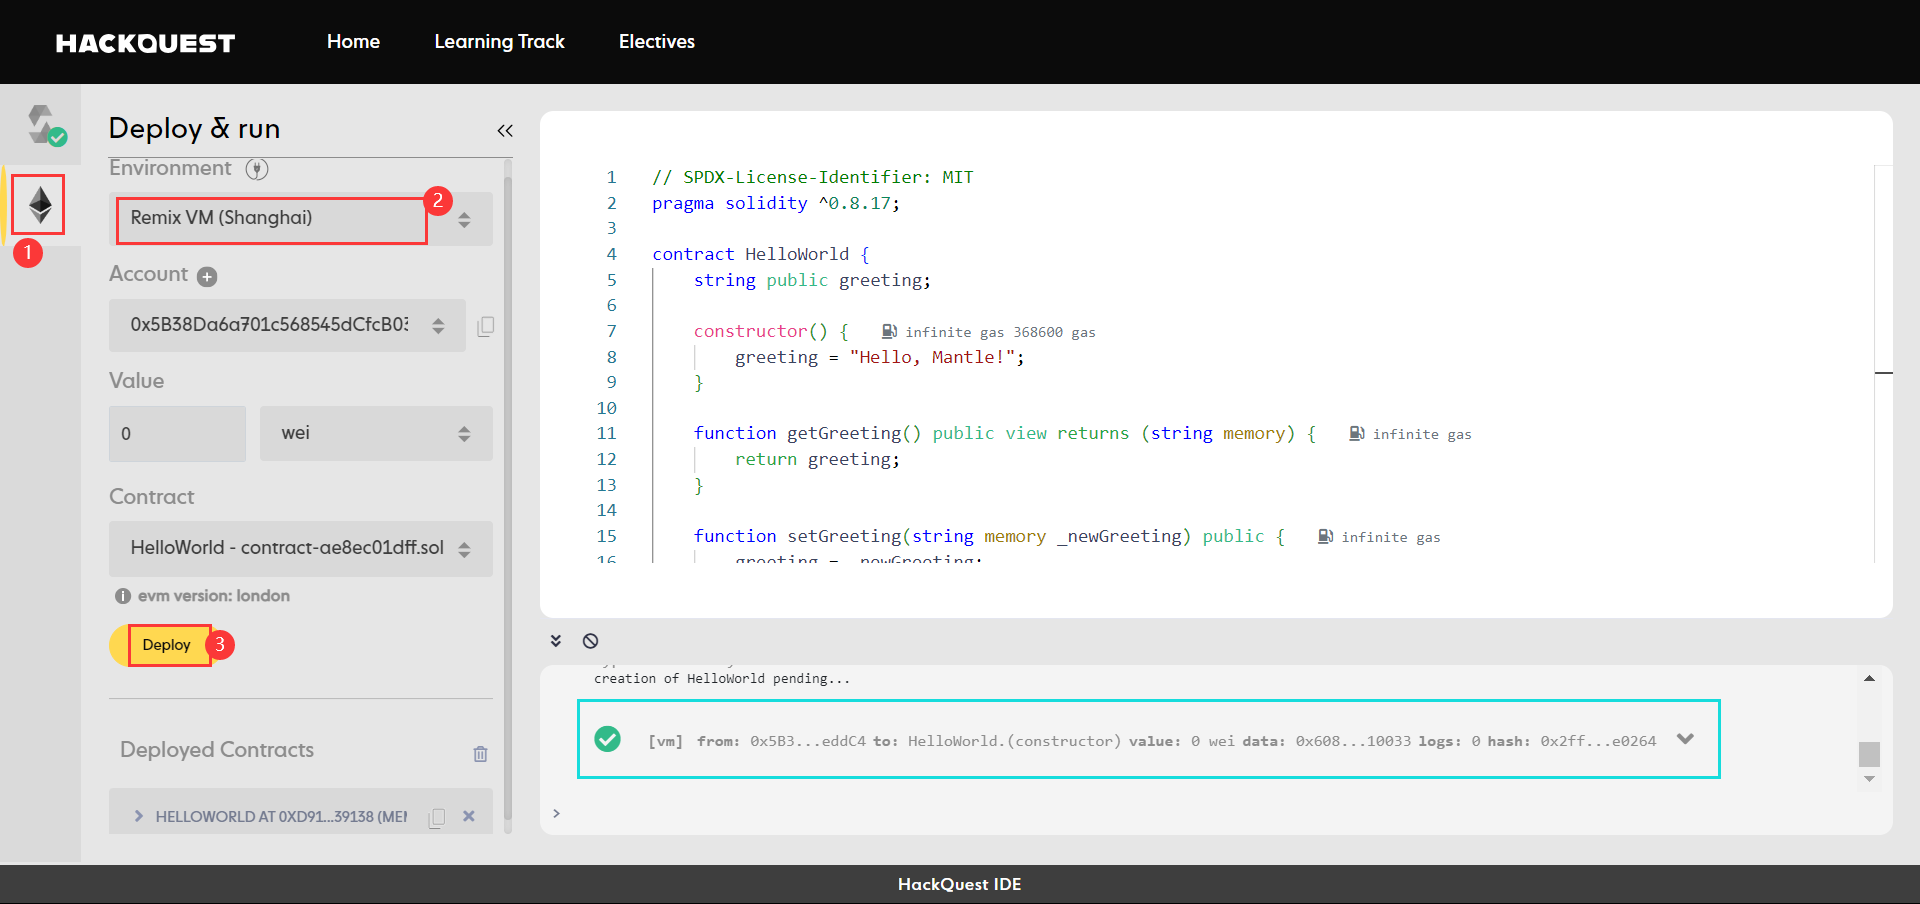 HACKQUEST
Home
Learning Track
Electives
Deploy & run
Environment
Remix VM (Shanghai)
2
1
Account
0x5B38Da6a701c568545dCfcB03
Value
0
wei
Contract
HelloWorld - contract-ae8ec01dff.sol
evm version: london
Deploy
3
Deployed Contracts
HELLOWORLD AT 0XD91...39138 (MEM
1 // SPDX-License-Identifier: MIT
2 pragma solidity ^0.8.17;
3
4 contract HelloWorld {
5 string public greeting;
6
7 constructor() { infinite gas 368600 gas
8 greeting = "Hello, Mantle!";
9 }
10
11 function getGreeting() public view returns (string memory) { infinite gas
12 return greeting;
13 }
14
15 function setGreeting(string memory _newGreeting) public { infinite gas
16 greeting = _newGreeting;
creation of HelloWorld pending...
[vm] from: 0x5B3...eddC4 to: HelloWorld.(constructor) value: 0 wei data: 0x608...10033 logs: 0 hash: 0x2ff...e0264
>
HackQuest IDE